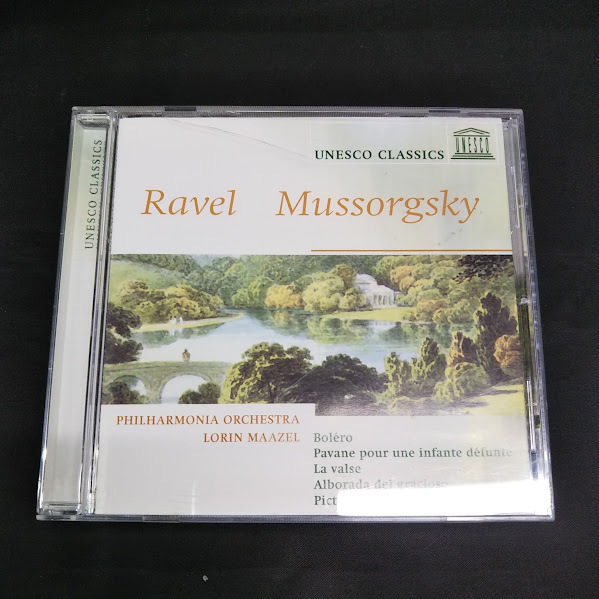 UNESCO CLASSICS
UNESCO CLASSICS
UNESCO
Ravel Mussorgsky
PHILHARMONIA ORCHESTRA
LORIN MAAZEL
Boléro
Pavane pour une infante défunte
La valse
Alborada del gracioso
Pict